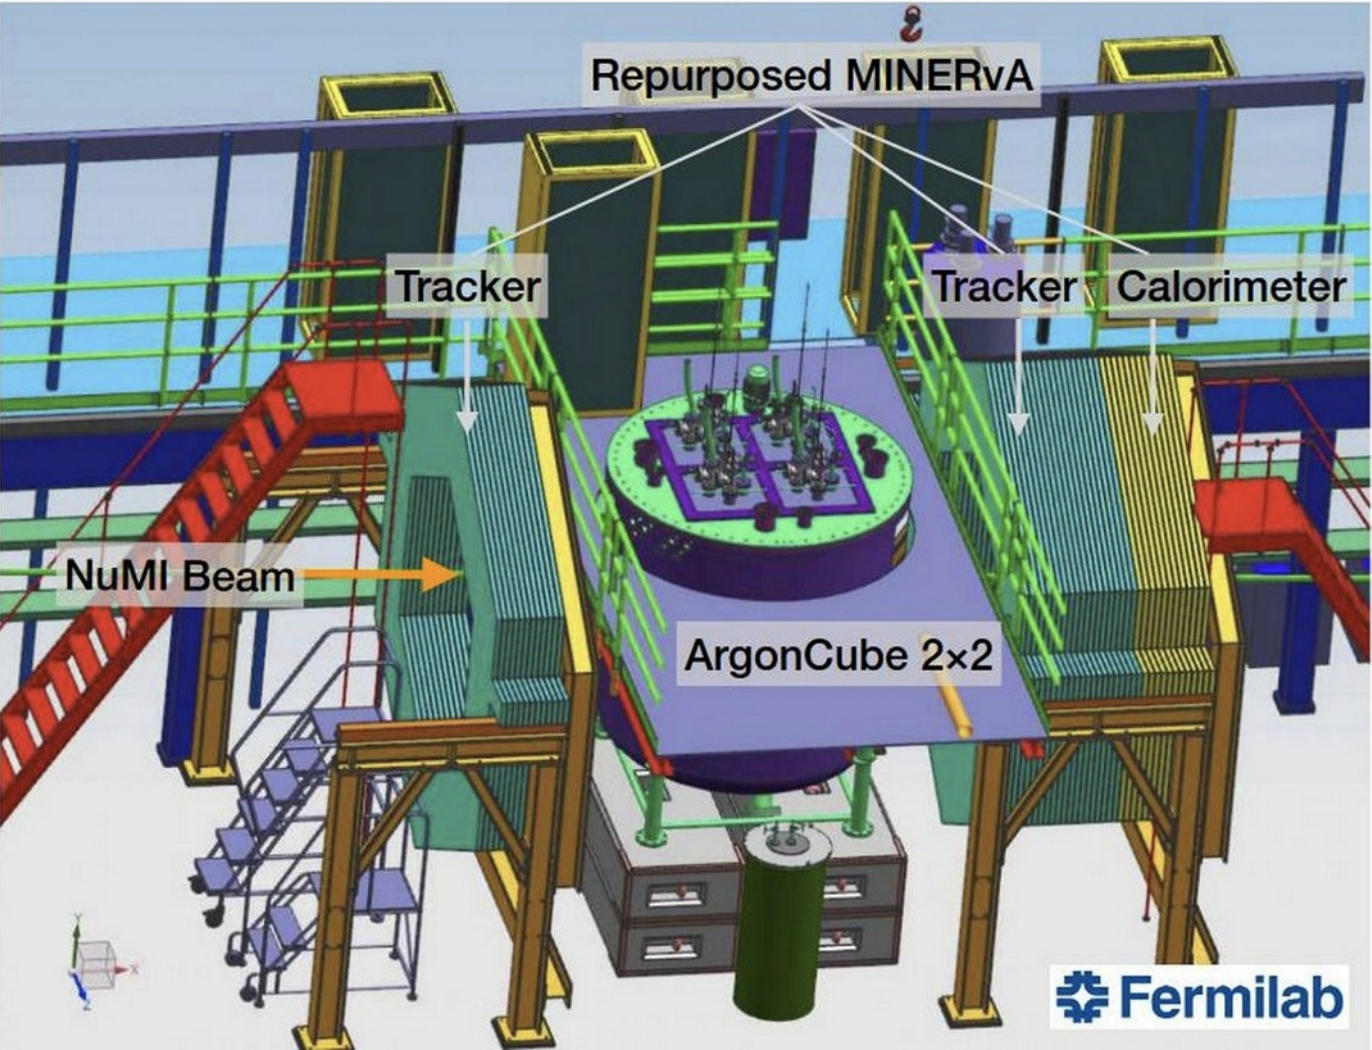 Repurposed MINERvA
Tracker
Tracker
Calorimeter
NuMI Beam
ArgonCube 2×2
Y
X
Z
Fermilab